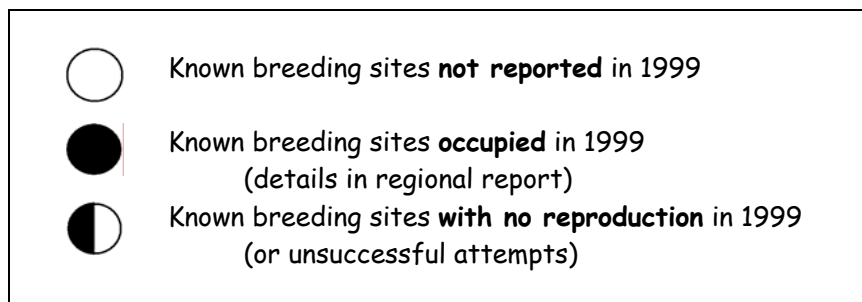 Known breeding sites not reported in 1999
Known breeding sites occupied in 1999
(details in regional report)
Known breeding sites with no reproduction in 1999
(or unsuccessful attempts)